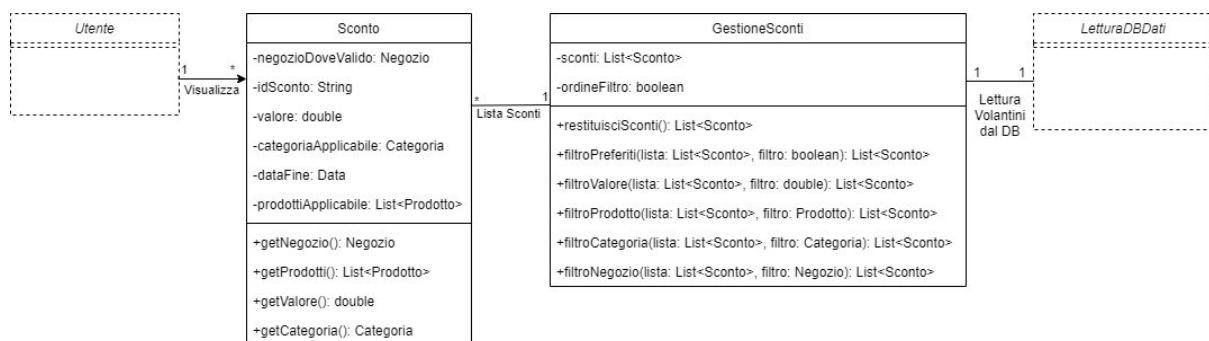 Utente
1
*
Visualizza
Sconto
-negozioDoveValido: Negozio
-idSconto: String
-valore: double
-categoriaApplicabile: Categoria
-dataFine: Data
-prodottiApplicabile: List<Prodotto>
+getNegozio(): Negozio
+getProdotti(): List<Prodotto>
+getValore(): double
+getCategoria(): Categoria
*
1
Lista Sconti
GestioneSconti
-sconti: List<Sconto>
-ordineFiltro: boolean
+restituisciSconti(): List<Sconto>
+filtroPreferiti(lista: List<Sconto>, filtro: boolean): List<Sconto>
+filtroValore(lista: List<Sconto>, filtro: double): List<Sconto>
+filtroProdotto(lista: List<Sconto>, filtro: Prodotto): List<Sconto>
+filtroCategoria(lista: List<Sconto>, filtro: Categoria): List<Sconto>
+filtroNegozio(lista: List<Sconto>, filtro: Negozio): List<Sconto>
1
1
Lettura
Volantini
dal DB
LetturaDBDati